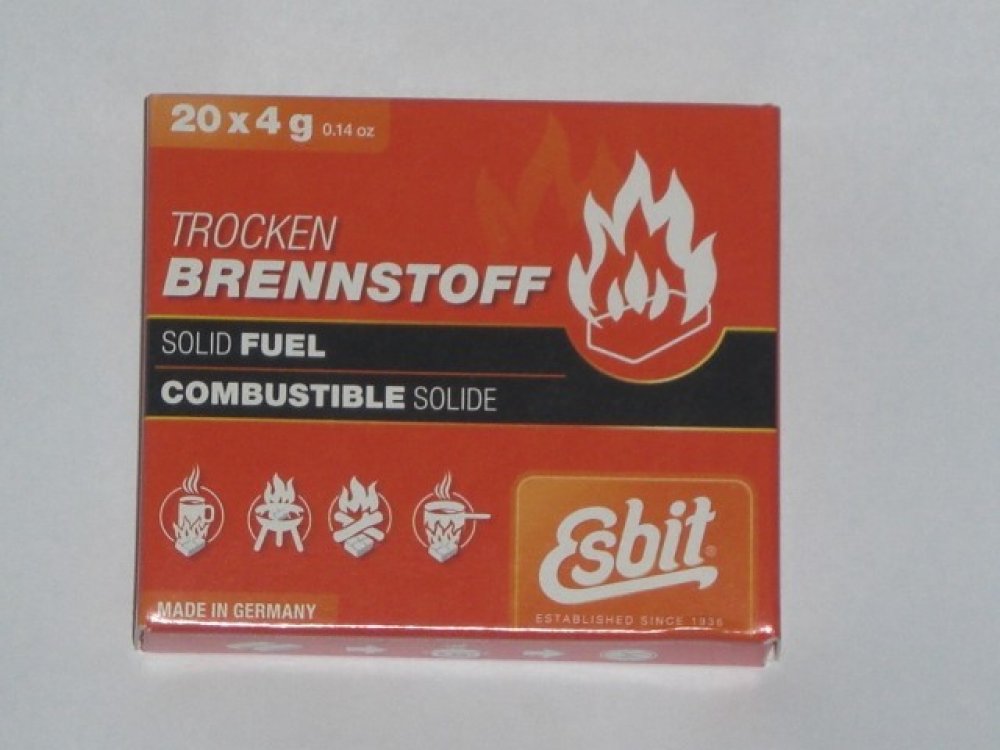 20 x 4 g 0.14 oz
TROCKEN
BRENNSTOFF
SOLID FUEL
COMBUSTIBLE SOLIDE
Esbit®
ESTABLISHED SINCE 1936
MADE IN GERMANY